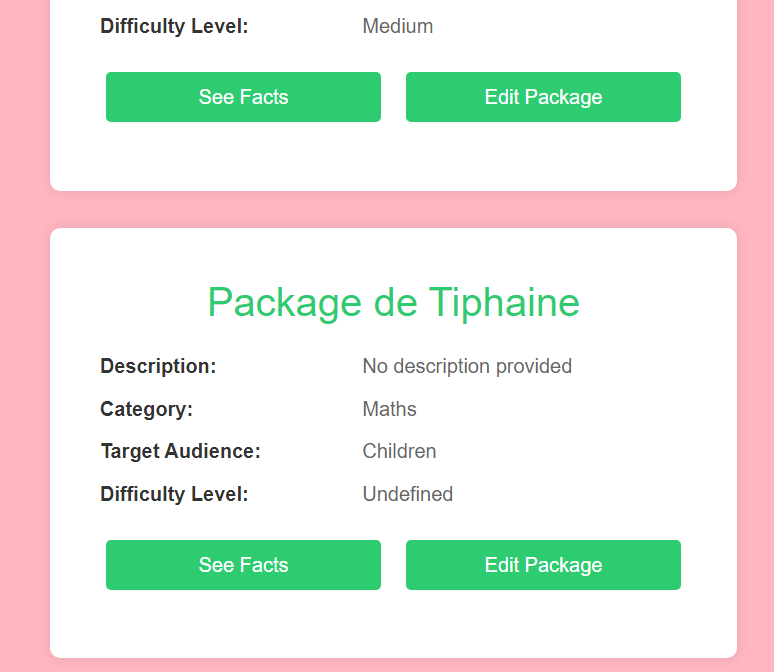 Difficulty Level: Medium
See Facts Edit Package
Package de Tiphaine
Description: No description provided
Category: Maths
Target Audience: Children
Difficulty Level: Undefined
See Facts Edit Package